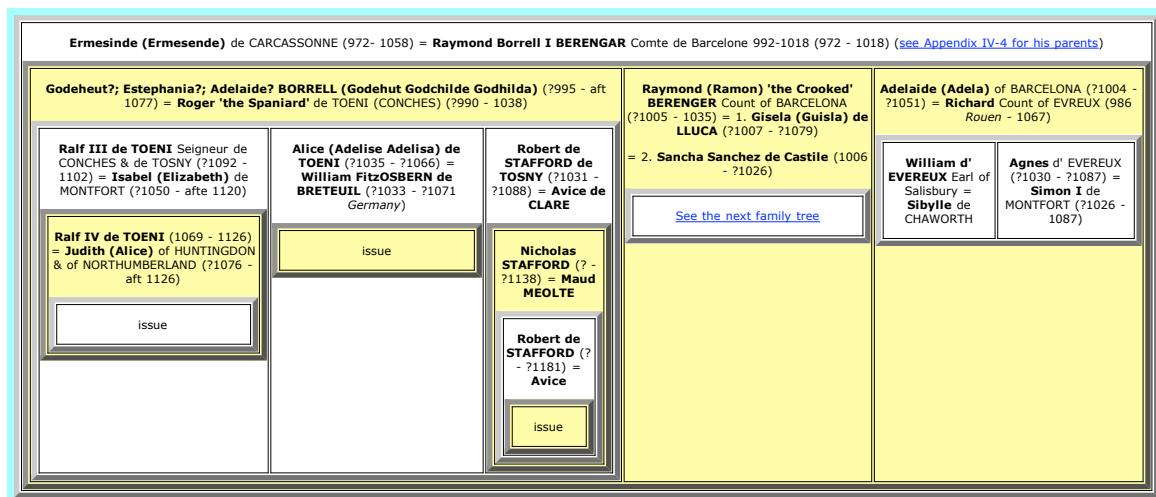 Ermesinde (Ermesende) de CARCASSONNE (972- 1058) = Raymond Borrell I BERENGAR Comte de Barcelone 992-1018 (972 - 1018) (see Appendix IV-4 for his parents)
Godeheut?; Estephania?; Adelaide? BORRELL (Godehut Godchilde Godhilda) (?995 - aft
1077) = Roger 'the Spaniard' de TOENI (CONCHES) (?990 - 1038)
Ralf III de TOENI Seigneur de
CONCHES & de TOSNY (?1092 -
1102) = Isabel (Elizabeth) de
MONTFORT (?1050 - afte 1120)
Ralf IV de TOENI (1069 - 1126)
= Judith (Alice) of HUNTINGDON
& of NORTHUMBERLAND (?1076 -
aft 1126)
issue
Alice (Adelise Adelisa) de
TOENI (?1035 - ?1066) =
William FitzOSBERN de
BRETEUIL (?1033 - ?1071
Germany)
issue
Robert de
STAFFORD de
TOSNY (?1031 -
?1088) = Avice de
CLARE
Nicholas
STAFFORD (? -
?1138) = Maud
MEOLTE
Robert de
STAFFORD (?
- ?1181) =
Avice
issue
Raymond (Ramon) 'the Crooked'
BERENGER Count of BARCELONA
(?1005 - 1035) = 1. Gisela (Guisla) de
LLUCA (?1007 - ?1079)
= 2. Sancha Sanchez de Castile (1006
- ?1026)
See the next family tree
Adelaide (Adela) of BARCELONA (?1004 -
?1051) = Richard Count of EVREUX (986
Rouen - 1067)
William d'
EVEREUX Earl of
Salisbury =
Sibylle de
CHAWORTH
Agnes d' EVEREUX
(?1030 - ?1087) =
Simon I de
MONTFORT (?1026 -
1087)